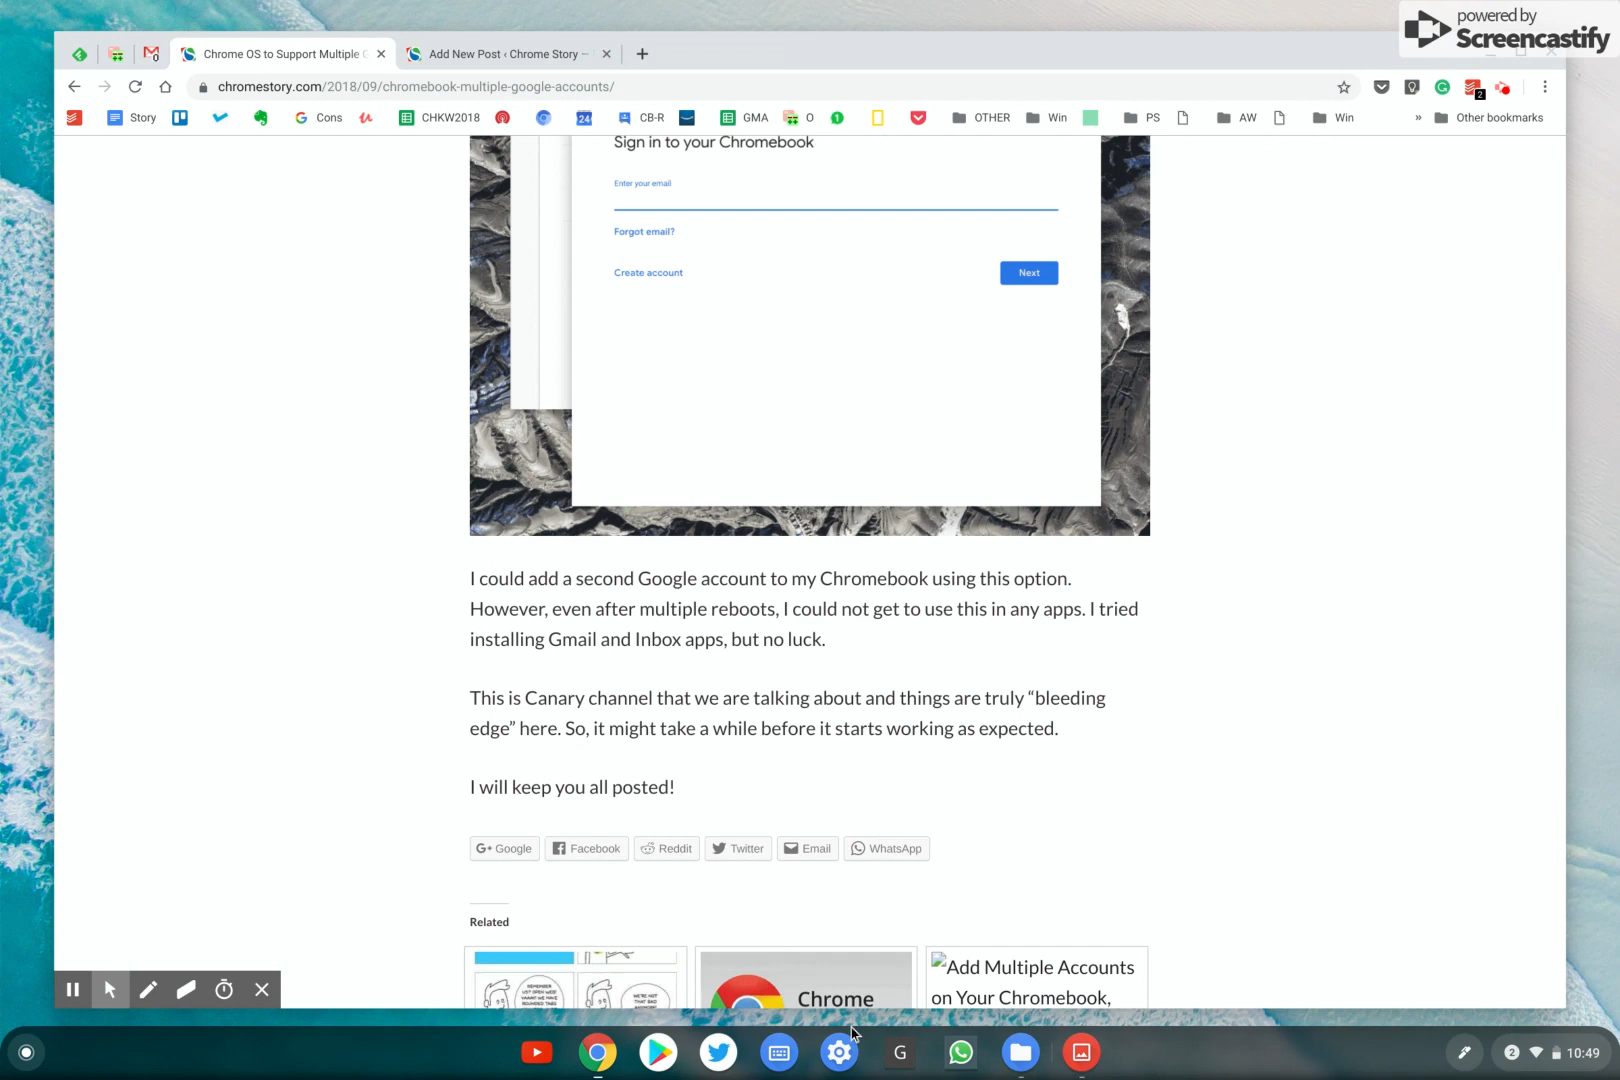 powered by
Screencastify
Chrome OS to Support Multiple G
Add New Post ‹ Chrome Story —
chromestory.com/2018/09/chromebook-multiple-google-accounts/
2
Story
Cons
CHKW2018
24
CB-R
GMA
O
1
OTHER
Win
PS
AW
Win
»
Other bookmarks
Sign in to your Chromebook
Enter your email
Forgot email?
Create account
Next
I could add a second Google account to my Chromebook using this option.
However, even after multiple reboots, I could not get to use this in any apps. I tried
installing Gmail and Inbox apps, but no luck.
This is Canary channel that we are talking about and things are truly “bleeding
edge” here. So, it might take a while before it starts working as expected.
I will keep you all posted!
G+ Google
Facebook
Reddit
Twitter
Email
WhatsApp
Related
Chrome
Add Multiple Accounts
on Your Chromebook,
G
2
10:49